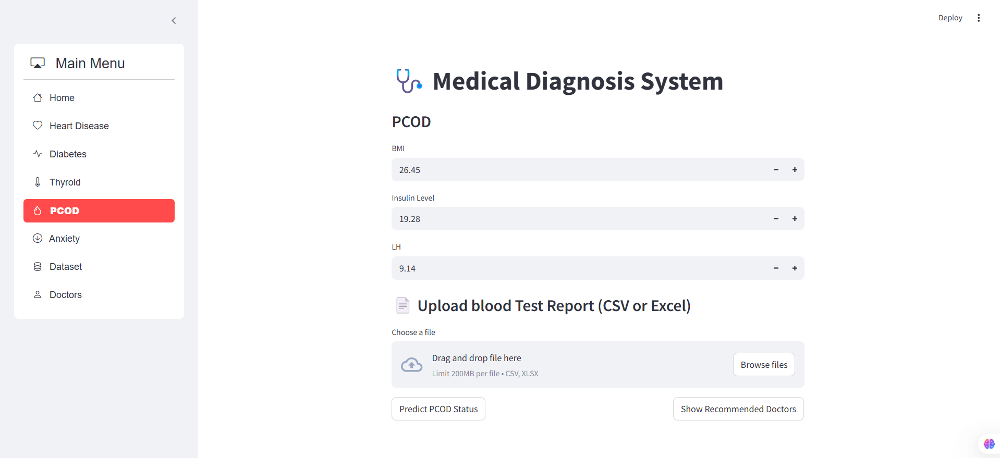 Deploy
Main Menu
Home
Heart Disease
Diabetes
Thyroid
PCOD
Anxiety
Dataset
Doctors
Medical Diagnosis System
PCOD
BMI
26.45
Insulin Level
19.28
LH
9.14
Upload blood Test Report (CSV or Excel)
Choose a file
Drag and drop file here
Limit 200MB per file • CSV, XLSX
Browse files
Predict PCOD Status
Show Recommended Doctors